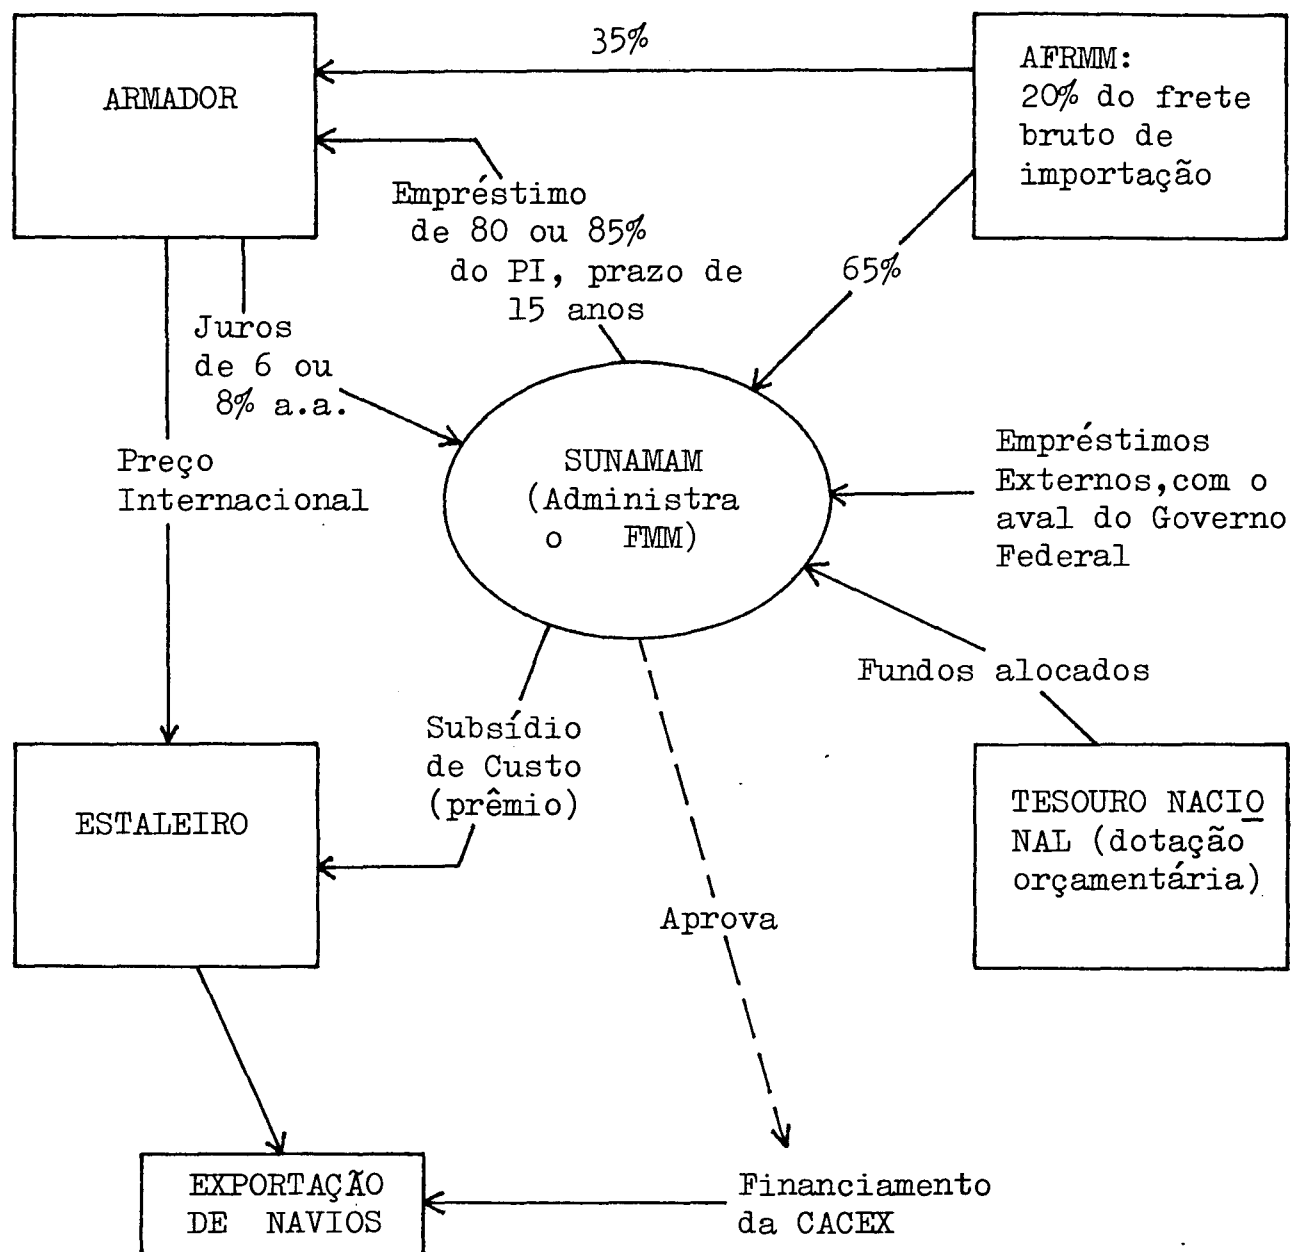 35%
ARMADOR
AFRMM:
20% do frete
bruto de
importação
Empréstimo
de 80 ou 85%
do PI, prazo de
15 anos
65%
Juros
de 6 ou
8% a.a.
Preço
Internacional
SUNAMAM
(Administra
o FMM)
Empréstimos
Externos,com o
aval do Governo
Federal
Fundos alocados
Subsídio
de Custo
(prêmio)
ESTALEIRO
TESOURO NACIO
NAL (dotação
orçamentária)
Aprova
EXPORTAÇÃO
DE NAVIOS
Financiamento
da CACEX